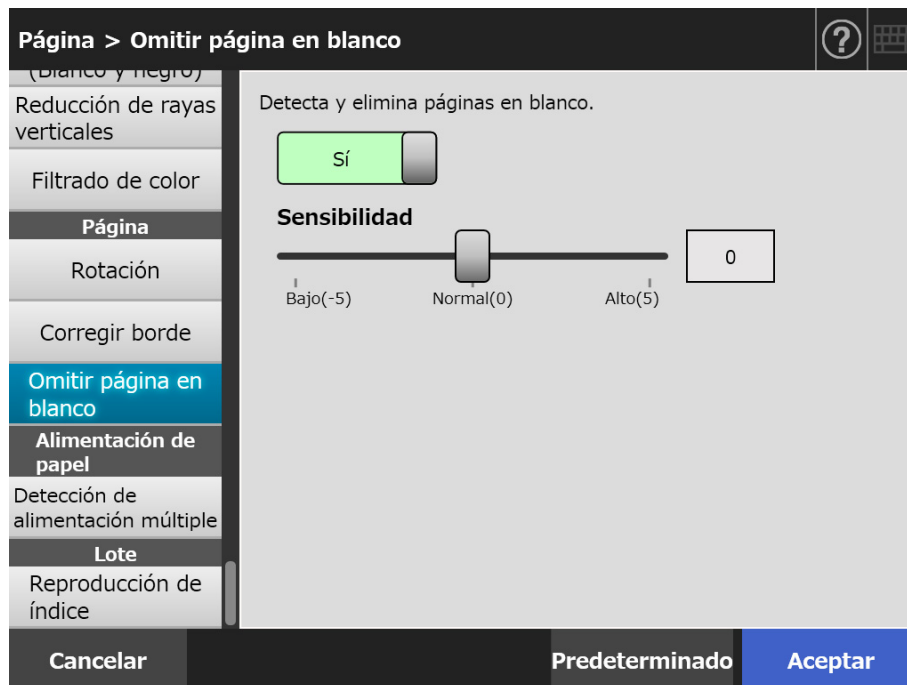 Página > Omitir página en blanco
?
(Blanco y negro)
Reducción de rayas
verticales
Filtrado de color
Página
Rotación
Corregir borde
Omitir página en
blanco
Alimentación de
papel
Detección de
alimentación múltiple
Lote
Reproducción de
índice
Detecta y elimina páginas en blanco.
Sí
Sensibilidad
0
Bajo(-5) Normal(0) Alto(5)
Cancelar Predeterminado Aceptar